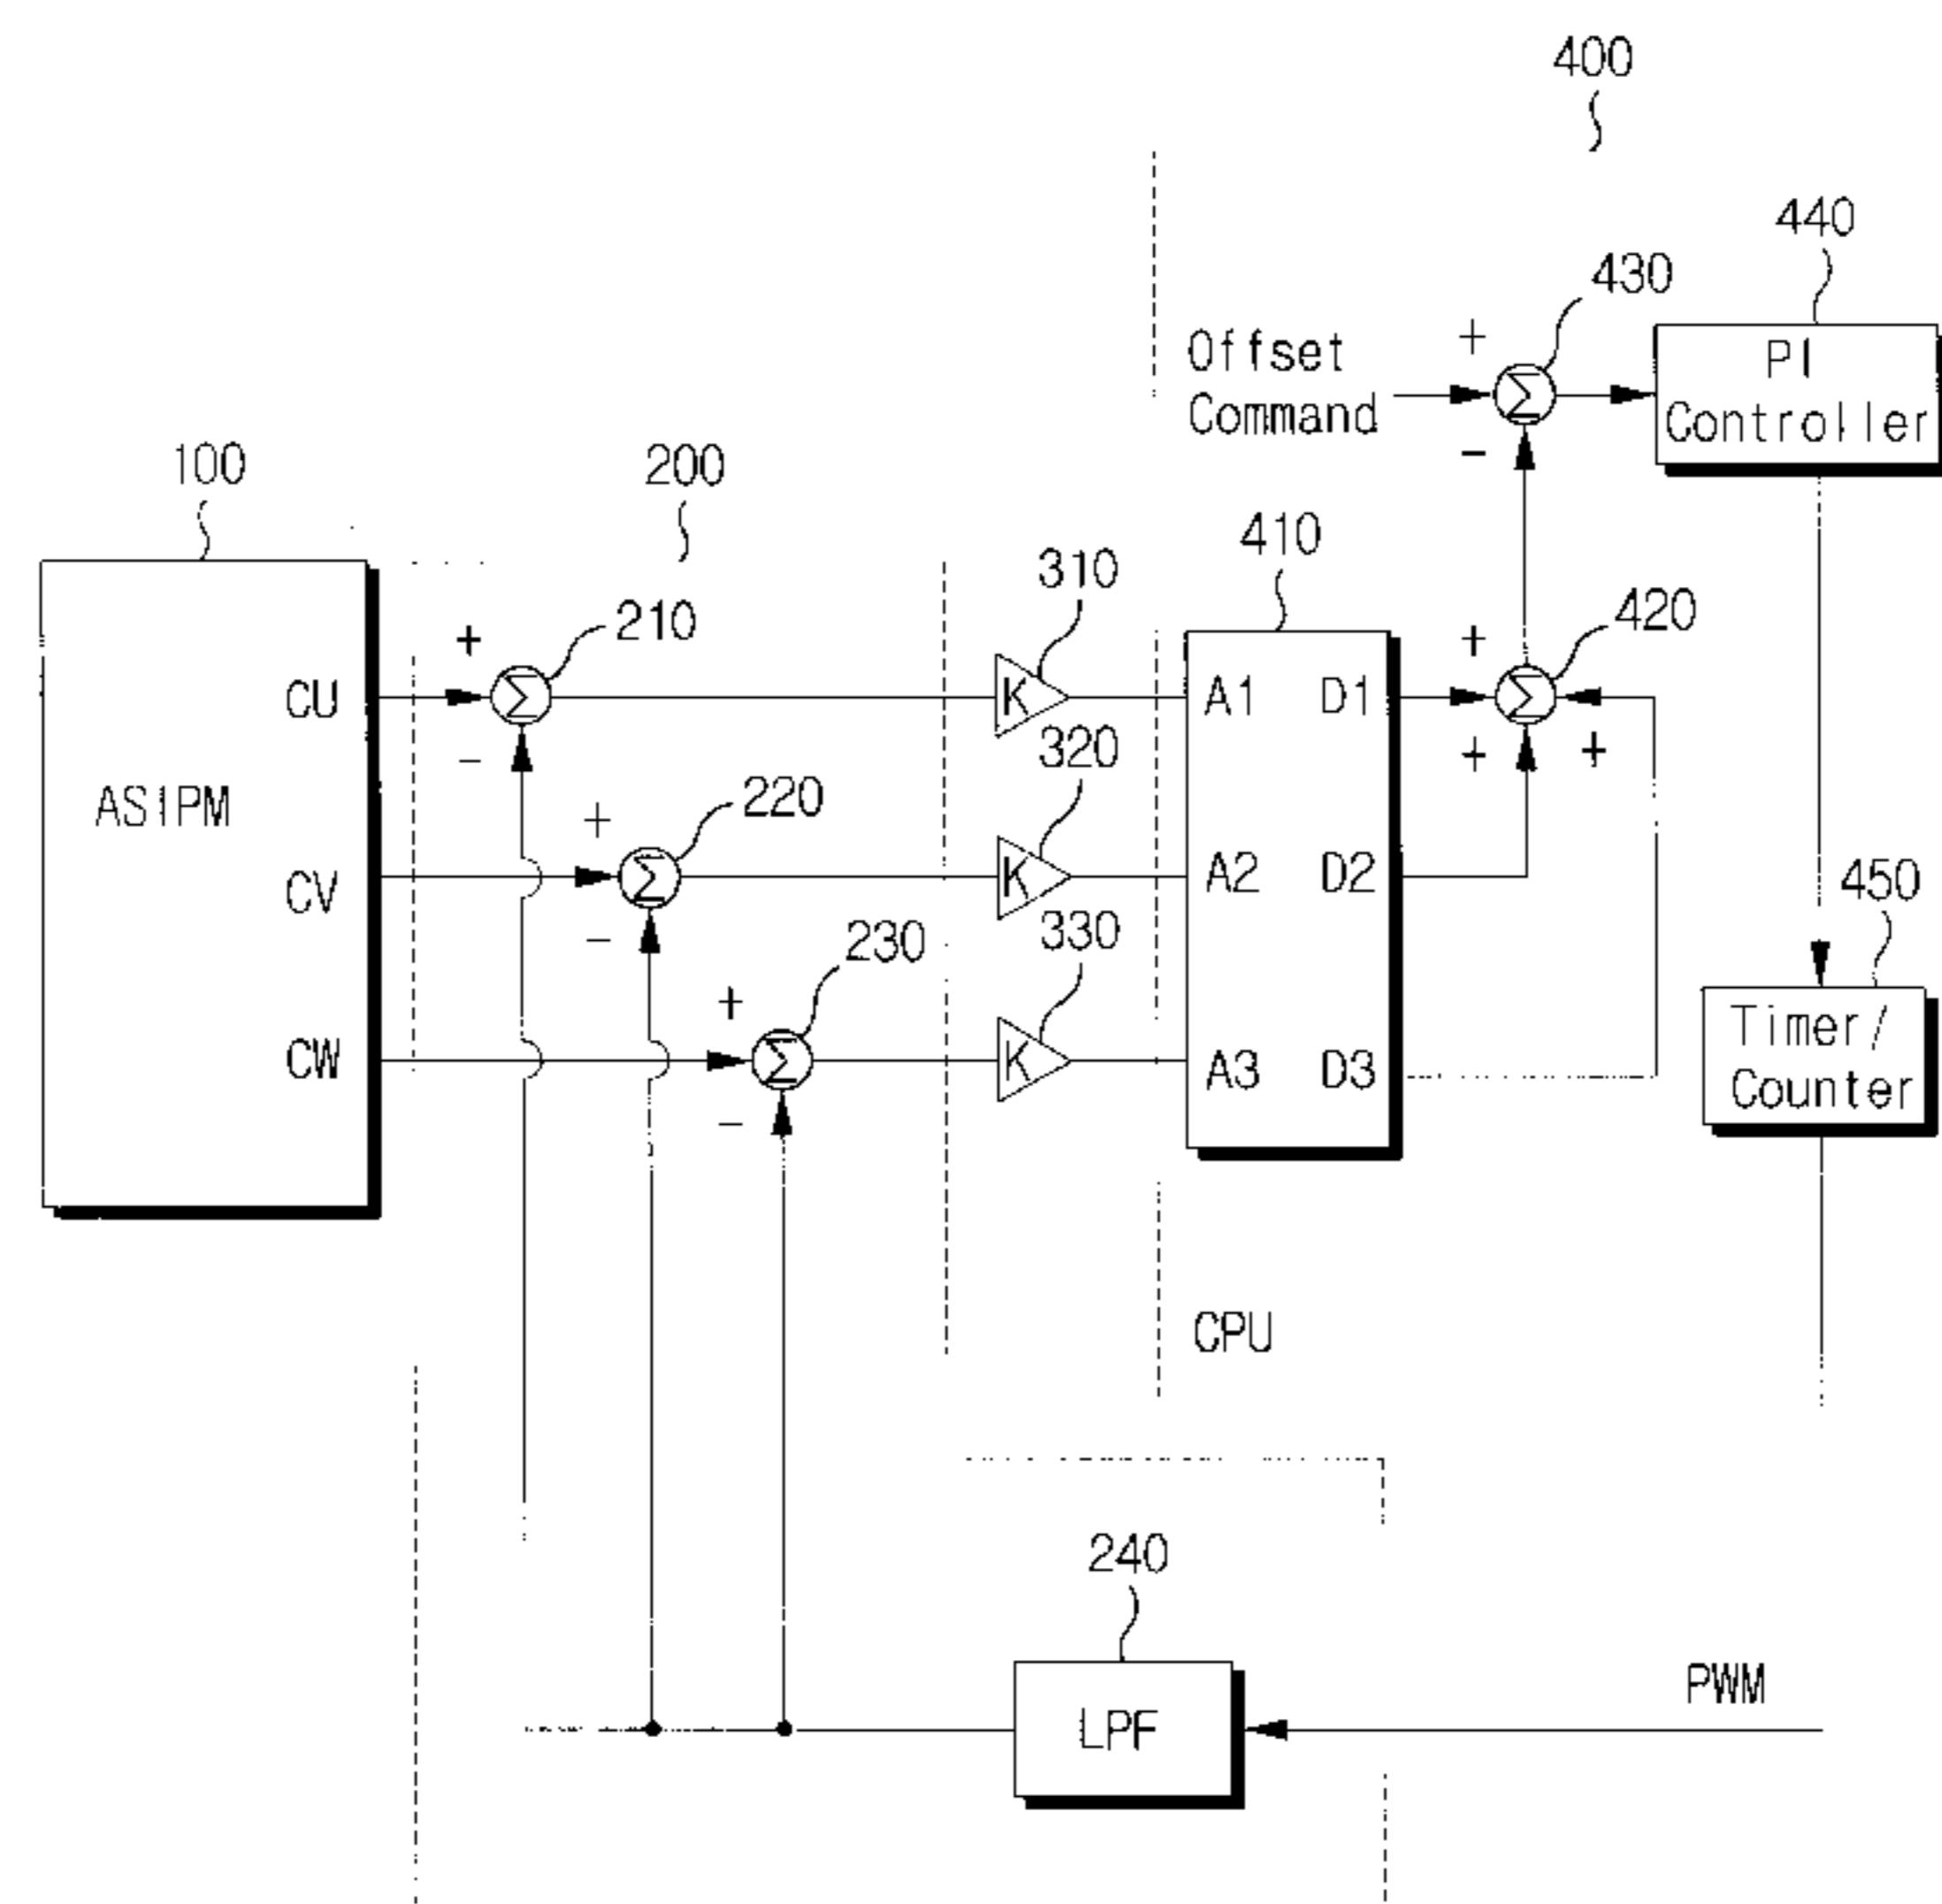 400
440
430
+
Offset
Command
Σ
PI
Controller
-
100
200
410
310
210
420
+
+
CU
Σ
K
A1
D1
Σ
-
320
+
+
ASIPM
220
+
CV
Σ
K
A2
D2
450
-
230
330
+
Timer/
Counter
CW
Σ
K
A3
D3
-
CPU
240
PWM
LPF